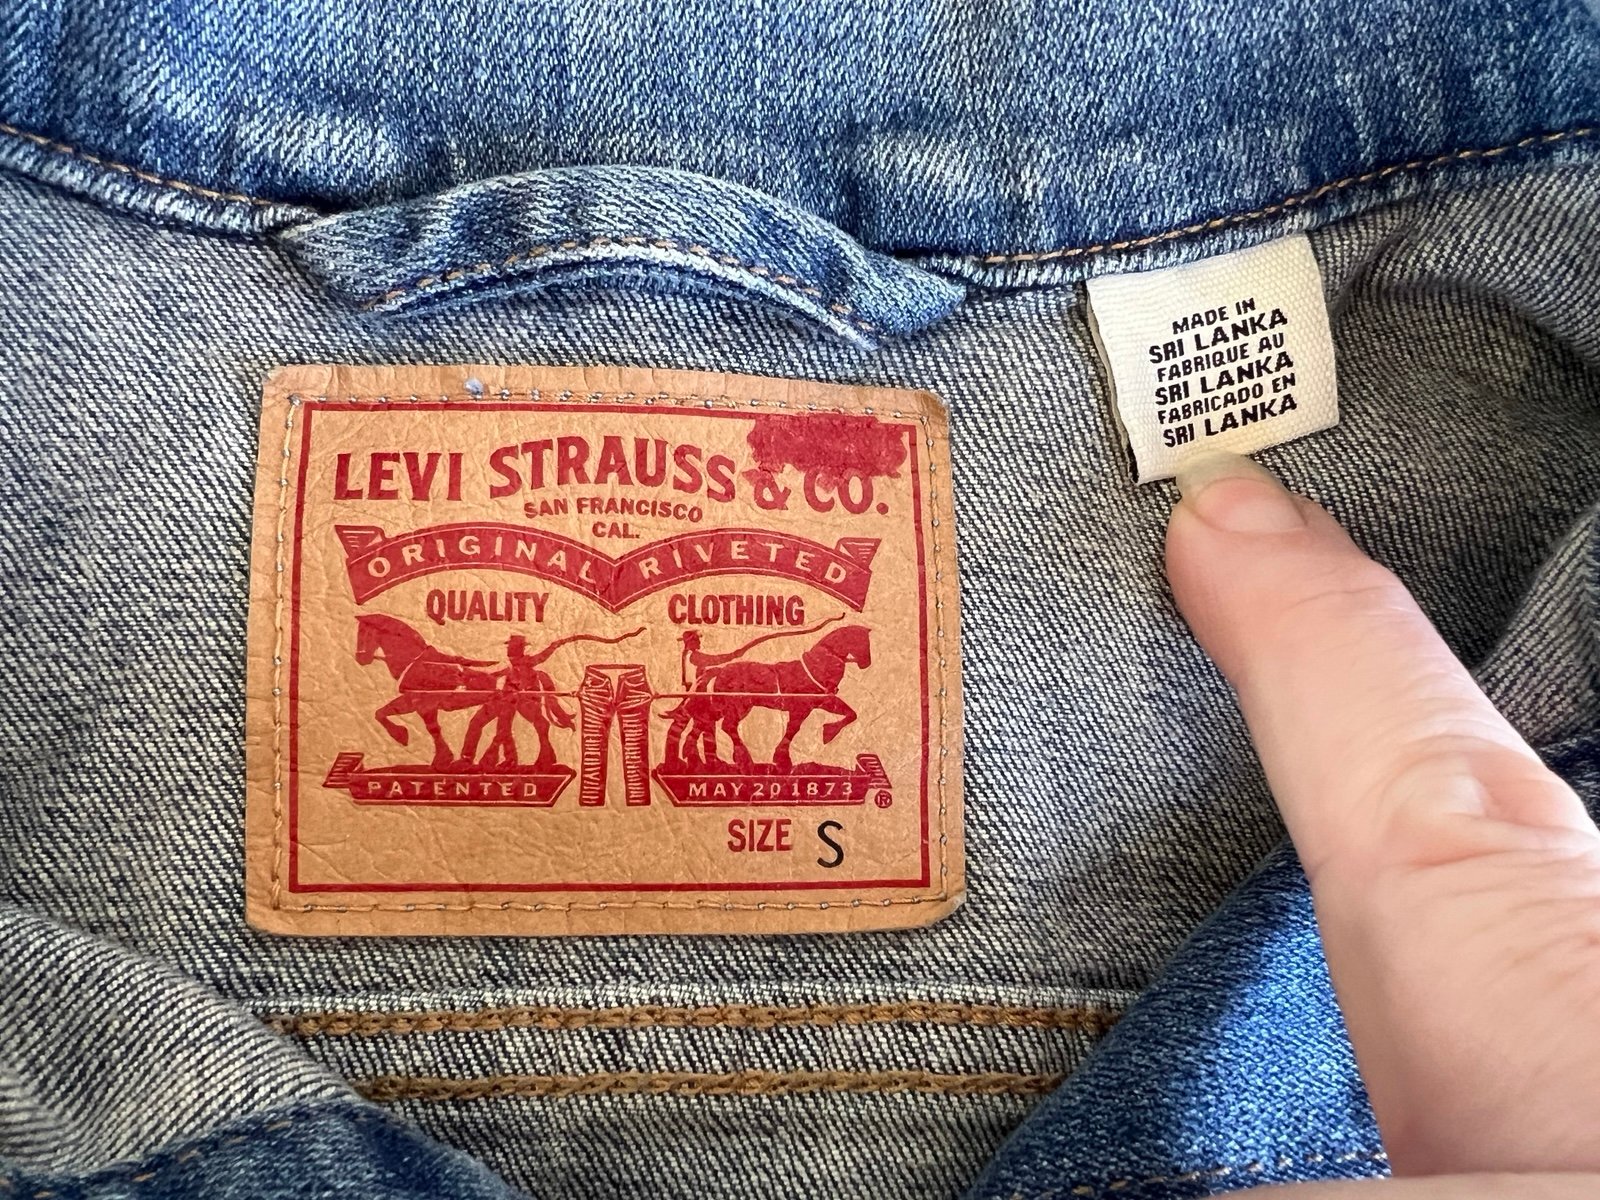 LEVI STRAUSS & CO.
SAN FRANCISCO
CAL.
ORIGINAL RIVETED
QUALITY CLOTHING
PATENTED MAY 20 1873 ®
SIZE S
MADE IN
SRI LANKA
FABRIQUE AU
SRI LANKA
FABRICADO EN
SRI LANKA